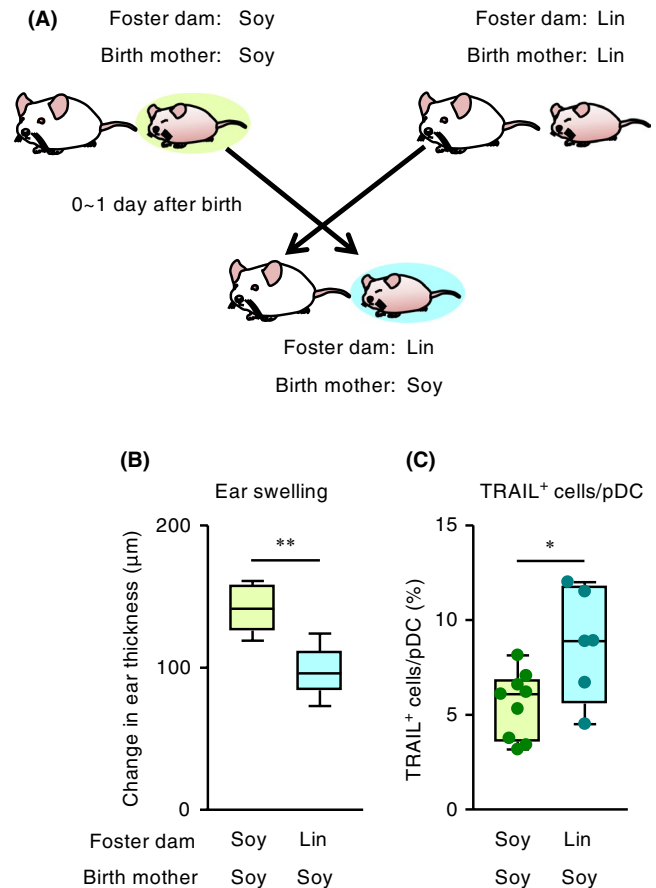 (A)
Foster dam: Soy
Birth mother: Soy
Foster dam: Lin
Birth mother: Lin
0~1 day after birth
Foster dam: Lin
Birth mother: Soy
(B)
Ear swelling
Change in ear thickness (µm)
200
100
0
**
Foster dam Soy Lin
Birth mother Soy Soy
(C)
TRAIL⁺ cells/pDC
TRAIL⁺ cells/pDC (%)
15
10
5
0
*
Soy Lin
Soy Soy